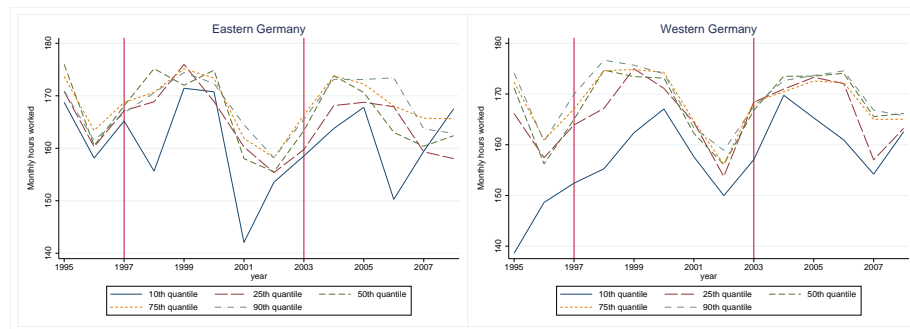 Eastern Germany
Monthly hours worked
180
170
160
150
140
1995 1997 1999 2001 2003 2005 2007
year
10th quantile 25th quantile 50th quantile
75th quantile 90th quantile
Western Germany
Monthly hours worked
180
170
160
150
140
1995 1997 1999 2001 2003 2005 2007
year
10th quantile 25th quantile 50th quantile
75th quantile 90th quantile